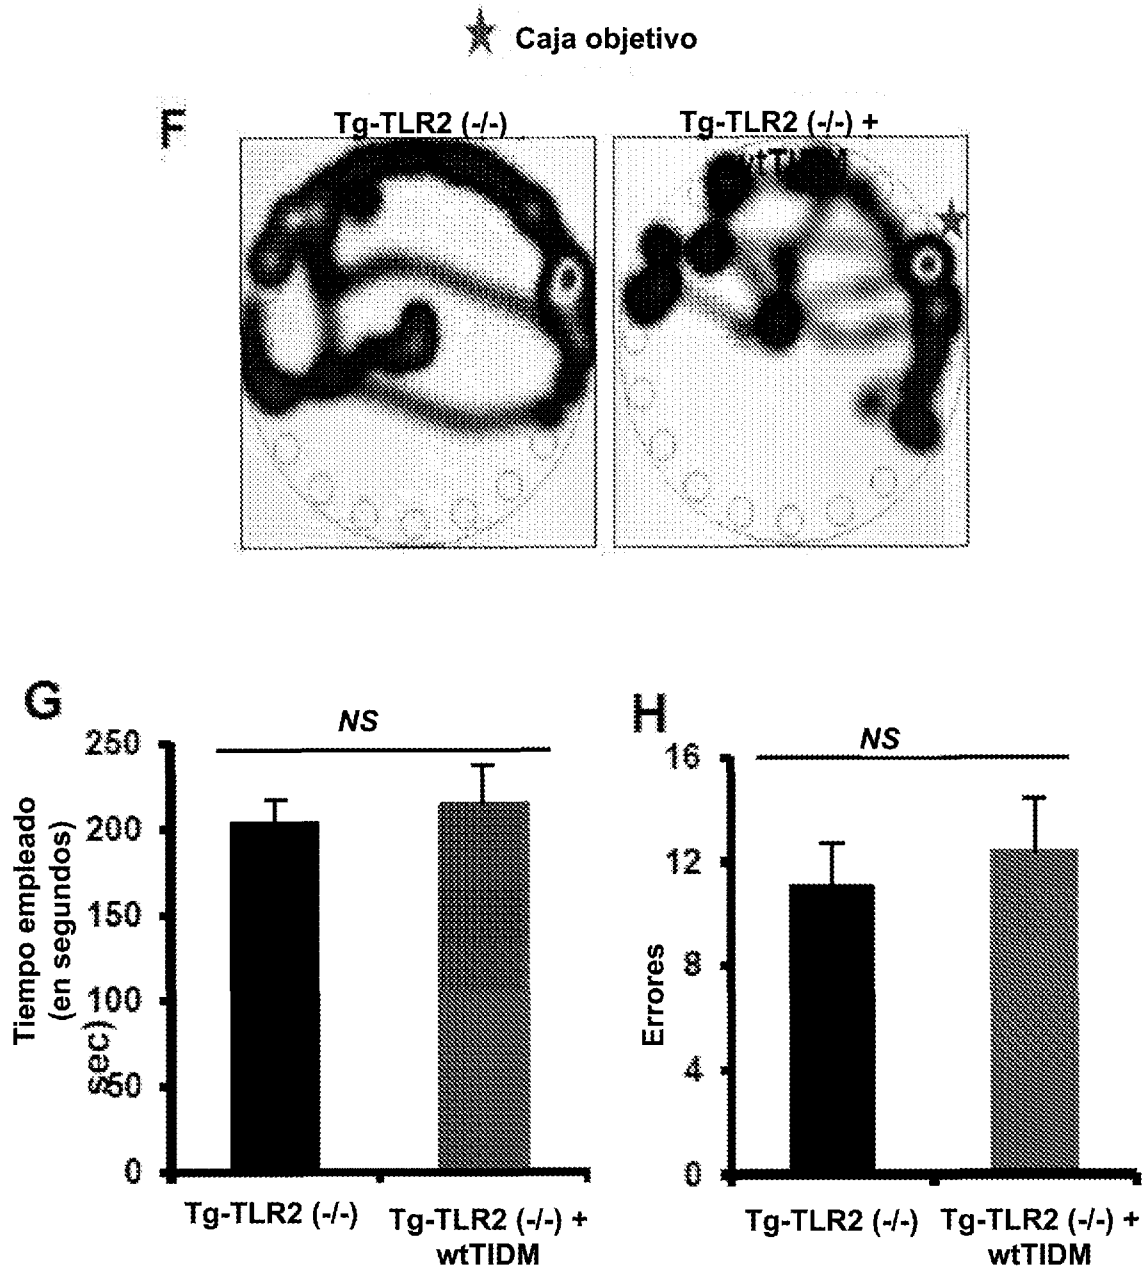 Caja objetivo
F
Tg-TLR2 (-/-)
Tg-TLR2 (-/-) +
wtTIDM
G
NS
250
200
150
100
50
0
Tiempo empleado
(en segundos)
sec)
Tg-TLR2 (-/-)
Tg-TLR2 (-/-) +
wtTIDM
H
NS
16
12
8
4
0
Errores
Tg-TLR2 (-/-)
Tg-TLR2 (-/-) +
wtTIDM